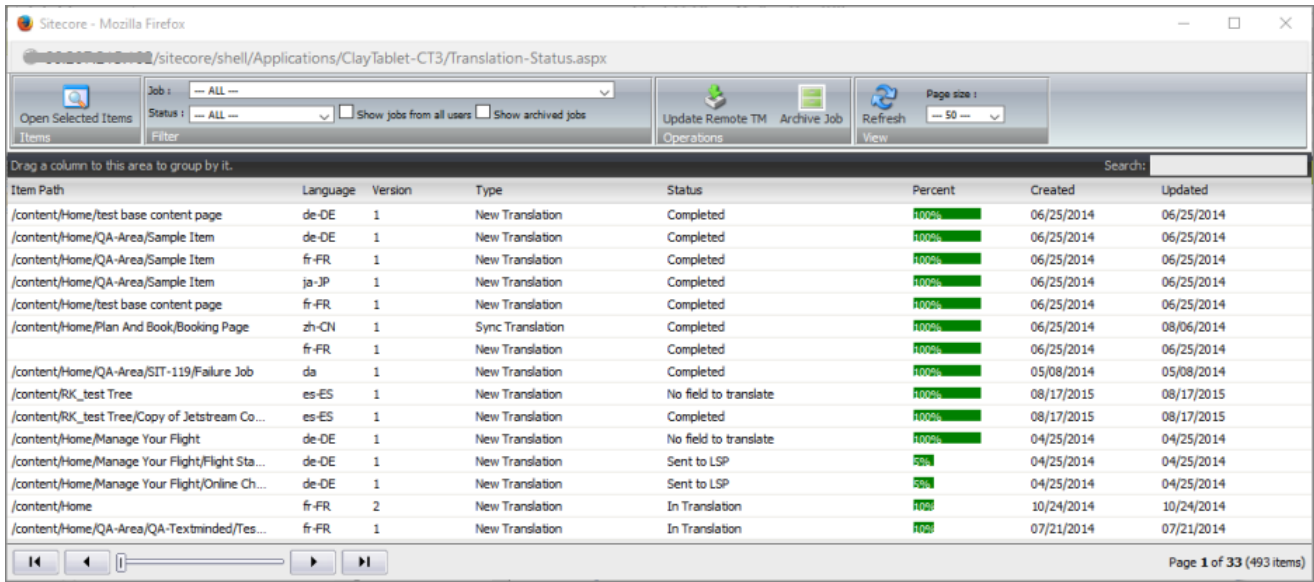 Sitecore - Mozilla Firefox
/sitecore/shell/Applications/ClayTablet-CT3/Translation-Status.aspx
Open Selected Items
Items
Job : --- ALL ---
Status : --- ALL --- Show jobs from all users Show archived jobs
Filter
Update Remote TM Archive Job
Operations
Refresh
Page size :
--- 50 ---
View
Drag a column to this area to group by it. Search:
Item Path Language Version Type Status Percent Created Updated
/content/Home/test base content page de-DE 1 New Translation Completed 100% 06/25/2014 06/25/2014
/content/Home/QA-Area/Sample Item de-DE 1 New Translation Completed 100% 06/25/2014 06/25/2014
/content/Home/QA-Area/Sample Item fr-FR 1 New Translation Completed 100% 06/25/2014 06/25/2014
/content/Home/QA-Area/Sample Item ja-JP 1 New Translation Completed 100% 06/25/2014 06/25/2014
/content/Home/test base content page fr-FR 1 New Translation Completed 100% 06/25/2014 06/25/2014
/content/Home/Plan And Book/Booking Page zh-CN 1 Sync Translation Completed 100% 06/25/2014 08/06/2014
fr-FR 1 New Translation Completed 100% 06/25/2014 06/25/2014
/content/Home/QA-Area/SIT-119/Failure Job da 1 New Translation Completed 100% 05/08/2014 05/08/2014
/content/RK_test Tree es-ES 1 New Translation No field to translate 100% 08/17/2015 08/17/2015
/content/RK_test Tree/Copy of Jetstream Co... es-ES 1 New Translation Completed 100% 08/17/2015 08/17/2015
/content/Home/Manage Your Flight de-DE 1 New Translation No field to translate 100% 04/25/2014 04/25/2014
/content/Home/Manage Your Flight/Flight Sta... de-DE 1 New Translation Sent to LSP 5% 04/25/2014 04/25/2014
/content/Home/Manage Your Flight/Online Ch... de-DE 1 New Translation Sent to LSP 5% 04/25/2014 04/25/2014
/content/Home fr-FR 2 New Translation In Translation 10% 10/24/2014 10/24/2014
/content/Home/QA-Area/QA-Textminded/Tes... fr-FR 1 New Translation In Translation 10% 07/21/2014 07/21/2014
Page 1 of 33 (493 items)